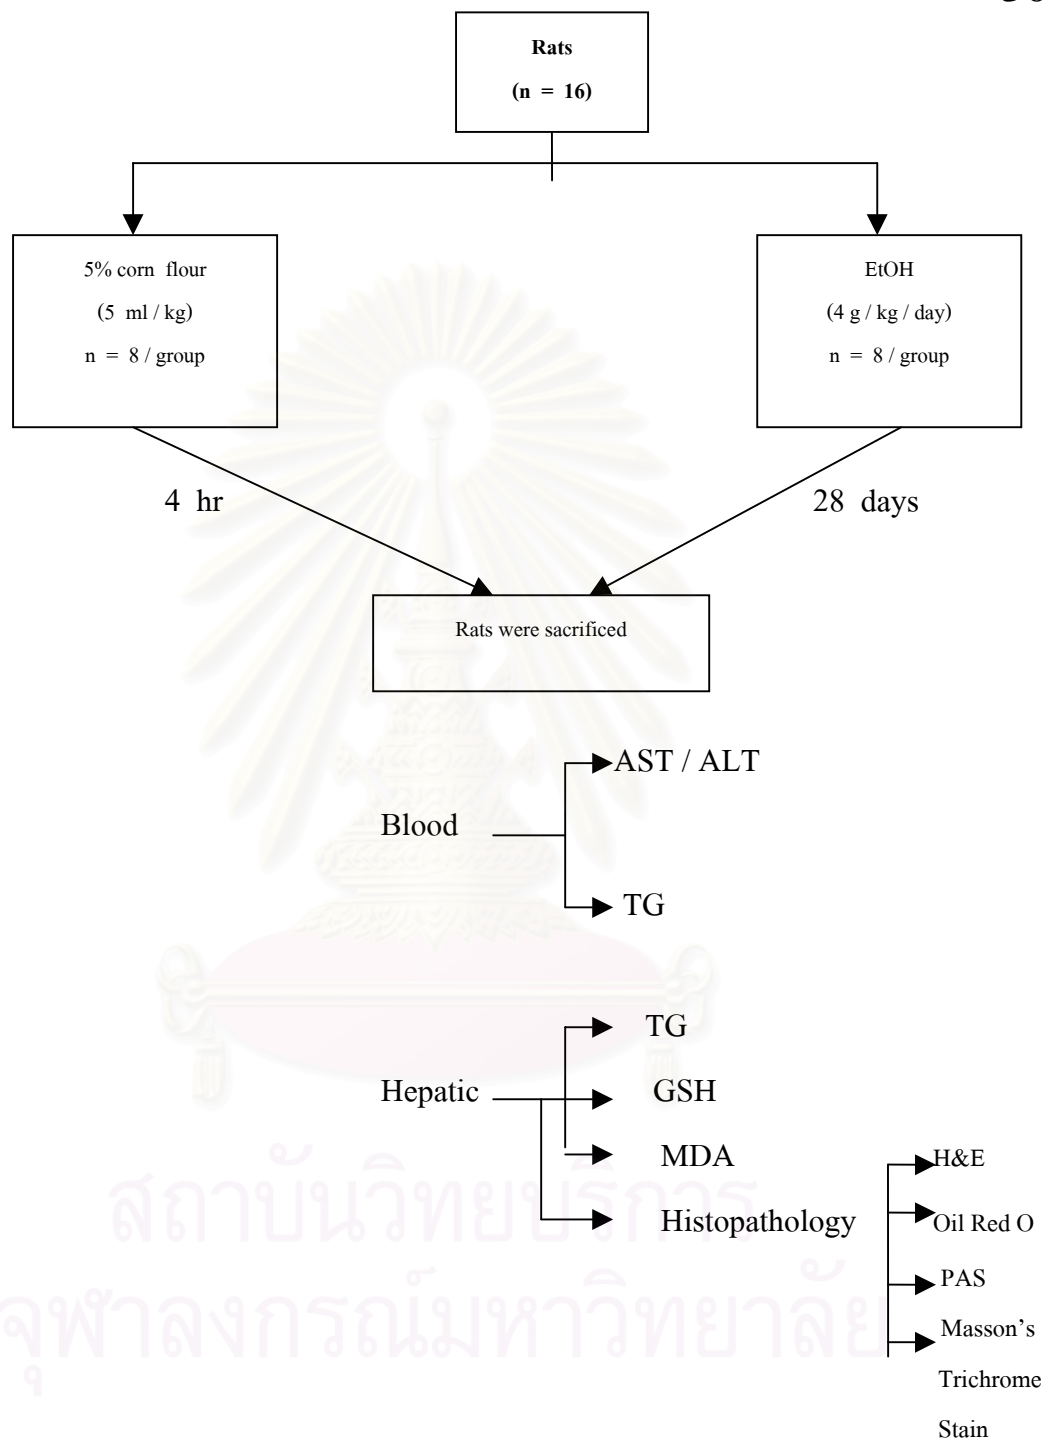 Rats
(n = 16)
5% corn flour
(5 ml / kg)
n = 8 / group
EtOH
(4 g / kg / day)
n = 8 / group
4 hr
28 days
Rats were sacrificed
AST / ALT
Blood
TG
TG
Hepatic
GSH
MDA
Histopathology
H&E
Oil Red O
PAS
Masson's
Trichrome
Stain
สถาบันวิทยบริการ
จุฬาลงกรณ์มหาวิทยาลัย